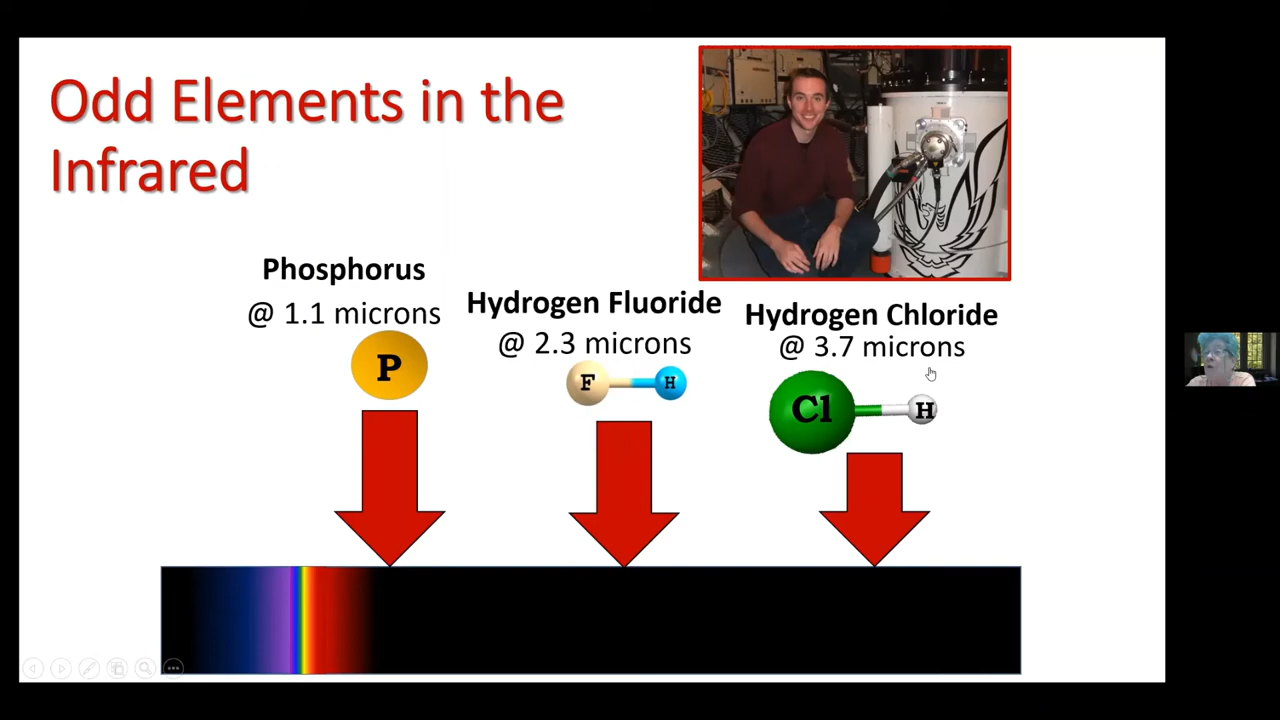 Odd Elements in the
Infrared
Phosphorus
@ 1.1 microns
Hydrogen Fluoride
@ 2.3 microns
Hydrogen Chloride
@ 3.7 microns
P
F H
Cl H